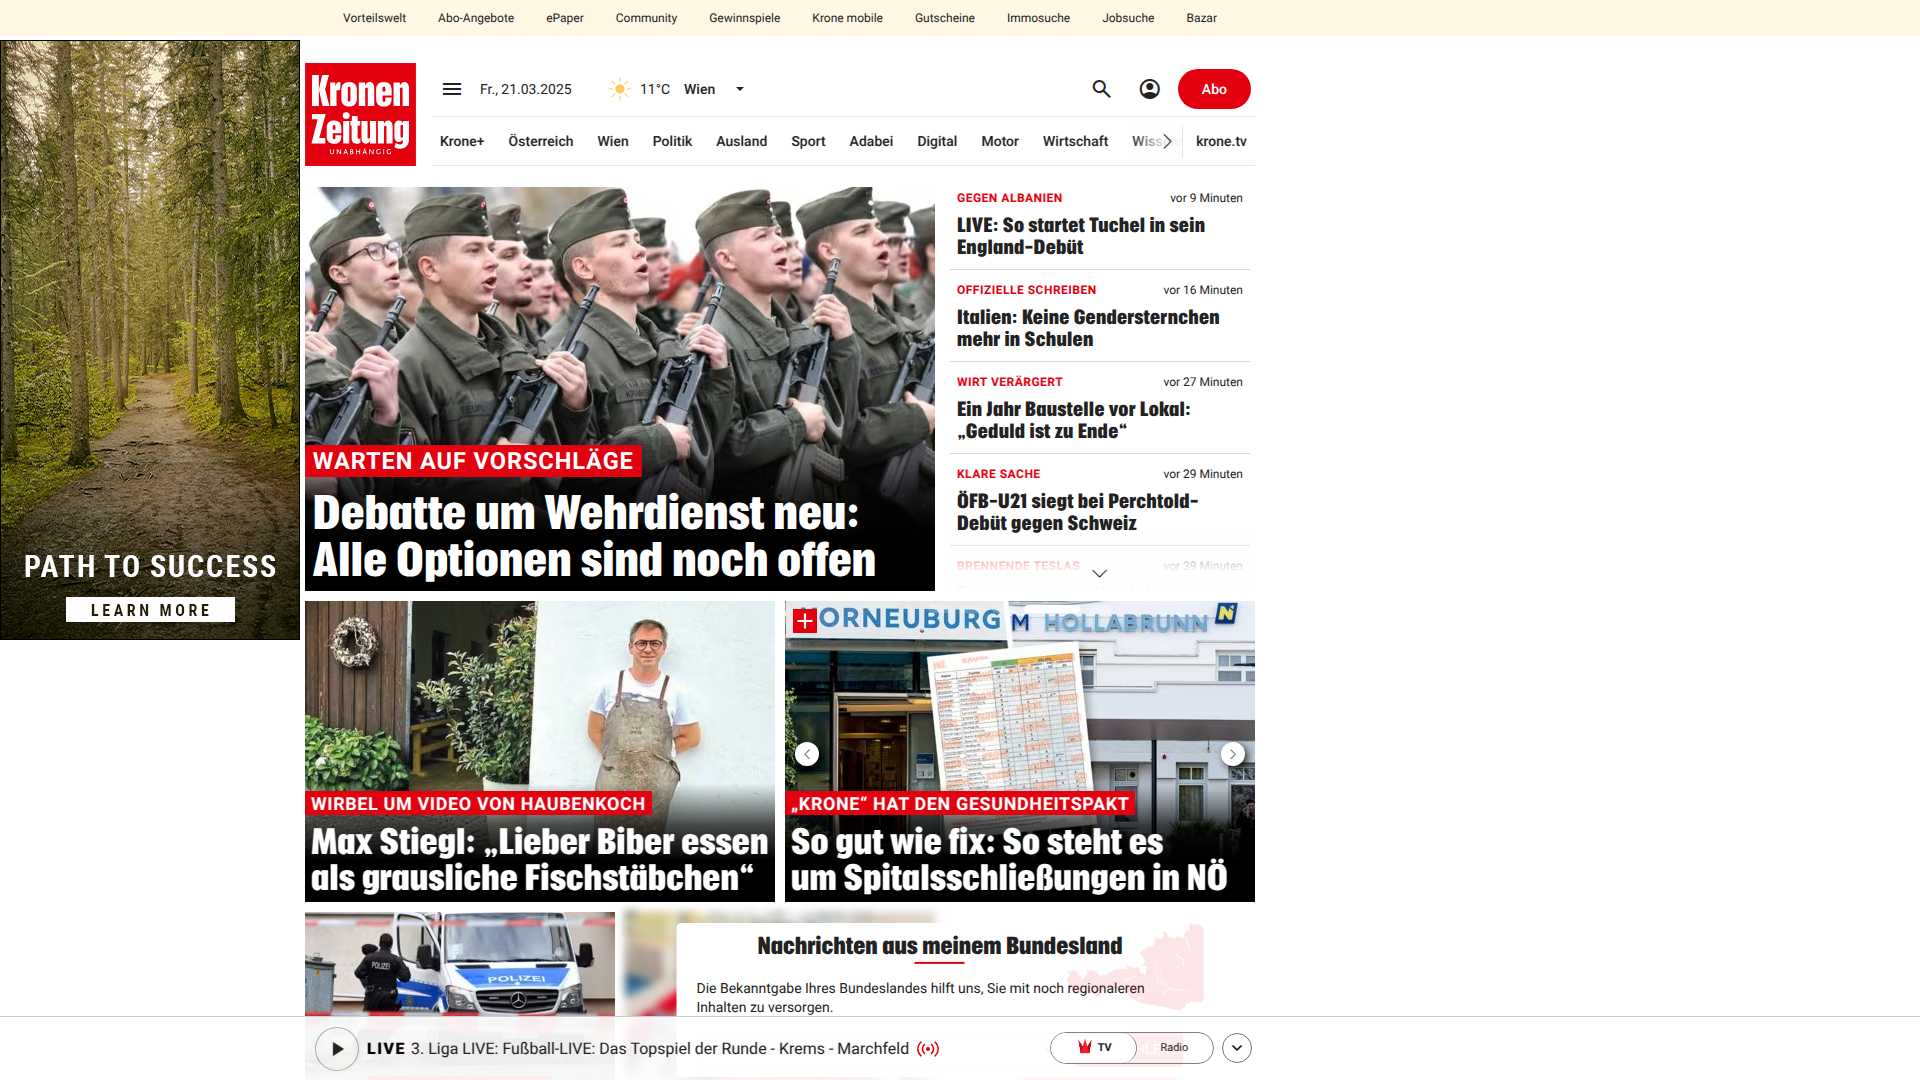 Vorteilswelt Abo-Angebote ePaper Community Gewinnspiele Krone mobile Gutscheine Immosuche Jobsuche Bazar
Kronen
Zeitung
UNABHÄNGIG
Fr., 21.03.2025 11°C Wien Abo
Krone+ Österreich Wien Politik Ausland Sport Adabei Digital Motor Wirtschaft krone.tv
PATH TO SUCCESS
LEARN MORE
WARTEN AUF VORSCHLÄGE
Debatte um Wehrdienst neu:
Alle Optionen sind noch offen
GEGEN ALBANIEN vor 9 Minuten
LIVE: So startet Tuchel in sein
England-Debüt
OFFIZIELLE SCHREIBEN vor 16 Minuten
Italien: Keine Gendersternchen
mehr in Schulen
WIRT VERÄRGERT vor 27 Minuten
Ein Jahr Baustelle vor Lokal:
„Geduld ist zu Ende“
KLARE SACHE vor 29 Minuten
ÖFB-U21 siegt bei Perchtold-
Debüt gegen Schweiz
BRENNENDE TESLAS vor 39 Minuten
WIRBEL UM VIDEO VON HAUBENKOCH
Max Stiegl: „Lieber Biber essen
als grausliche Fischstäbchen“
ORNEUBURG
M HOLLABRUNN N
„KRONE“ HAT DEN GESUNDHEITSPAKT
So gut wie fix: So steht es
um Spitalsschließungen in NÖ
POLIZEI
POLIZEI
Nachrichten aus meinem Bundesland
Die Bekanntgabe Ihres Bundeslandes hilft uns, Sie mit noch regionaleren
Inhalten zu versorgen.
LIVE 3. Liga LIVE: Fußball-LIVE: Das Topspiel der Runde - Krems - Marchfeld
TV Radio